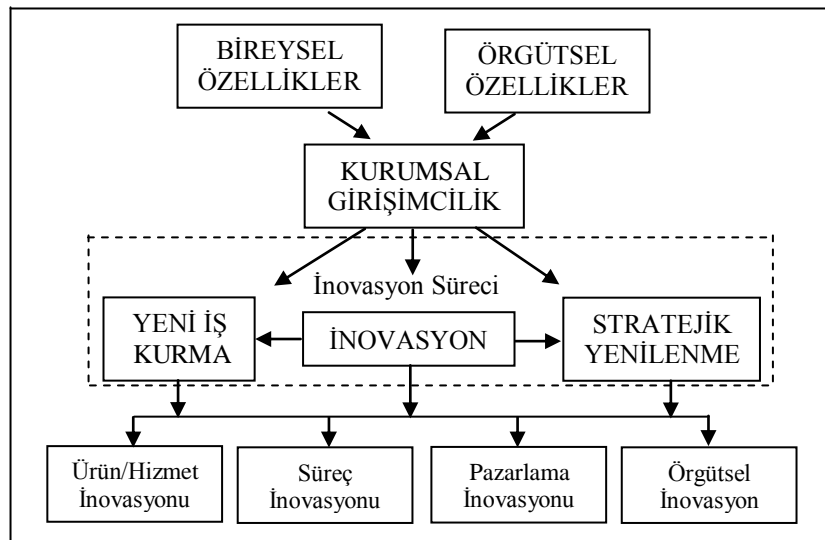 BİREYSEL
ÖZELLİKLER
ÖRGÜTSEL
ÖZELLİKLER
KURUMSAL
GİRİŞİMCİLİK
İnovasyon Süreci
YENİ İŞ
KURMA
İNOVASYON
STRATEJİK
YENİLENME
Ürün/Hizmet
İnovasyonu
Süreç
İnovasyonu
Pazarlama
İnovasyonu
Örgütsel
İnovasyon